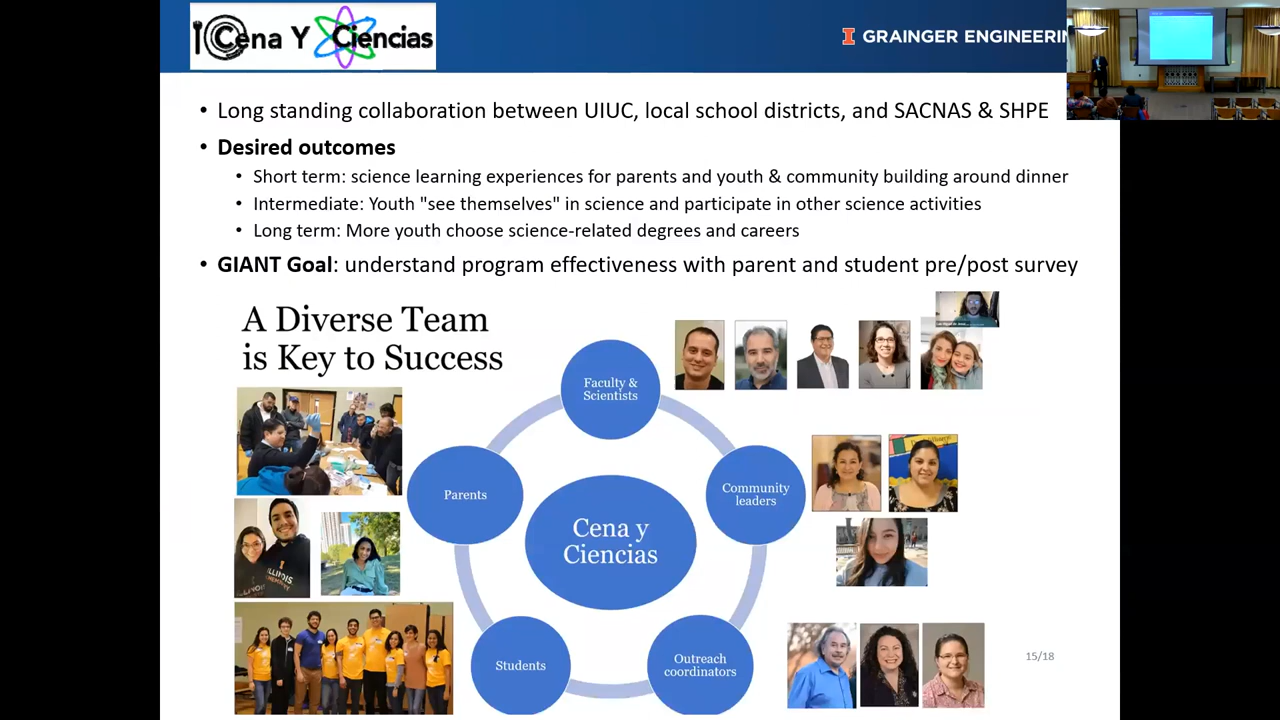 Cena Y Ciencias
GRAINGER ENGINEERIN
• Long standing collaboration between UIUC, local school districts, and SACNAS & SHPE
• Desired outcomes
• Short term: science learning experiences for parents and youth & community building around dinner
• Intermediate: Youth "see themselves" in science and participate in other science activities
• Long term: More youth choose science-related degrees and careers
• GIANT Goal: understand program effectiveness with parent and student pre/post survey
A Diverse Team
is Key to Success
Faculty &
Scientists
Parents
Community
leaders
Cena y
Ciencias
Students
Outreach
coordinators
ILLINOIS
15/18